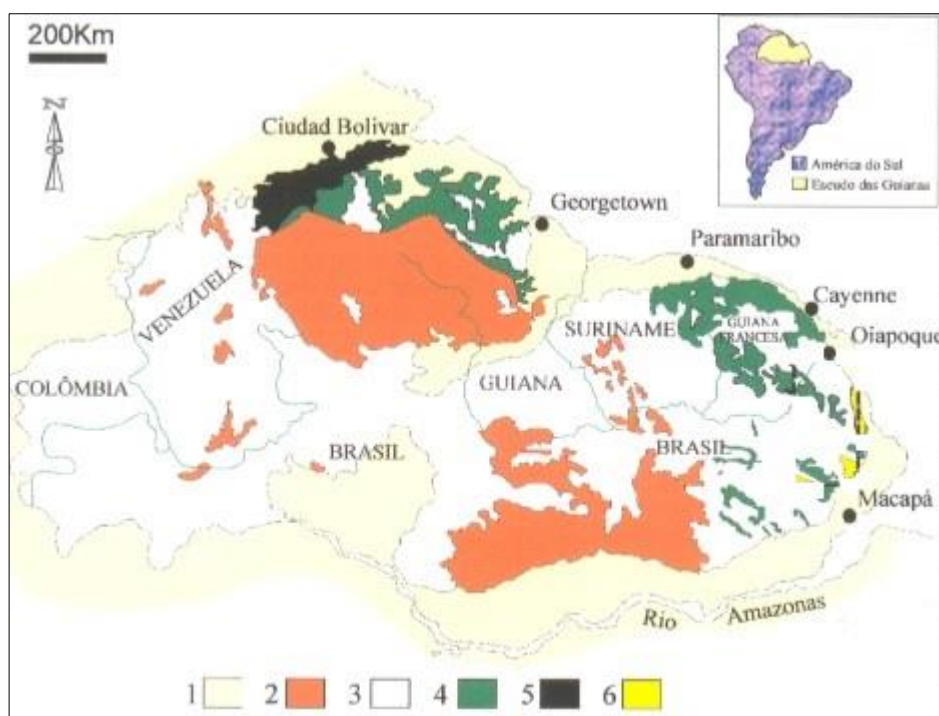 200Km
N
Ciudad Bolivar
América do Sul
Escudo das Guianas
Georgetown
Paramaribo
VENEZUELA
Cayenne
SURINAME
GUIANA
FRANCESA
Oiapoque
COLÔMBIA
GUIANA
BRASIL
BRASIL
Macapá
Rio Amazonas
1 2 3 4 5 6